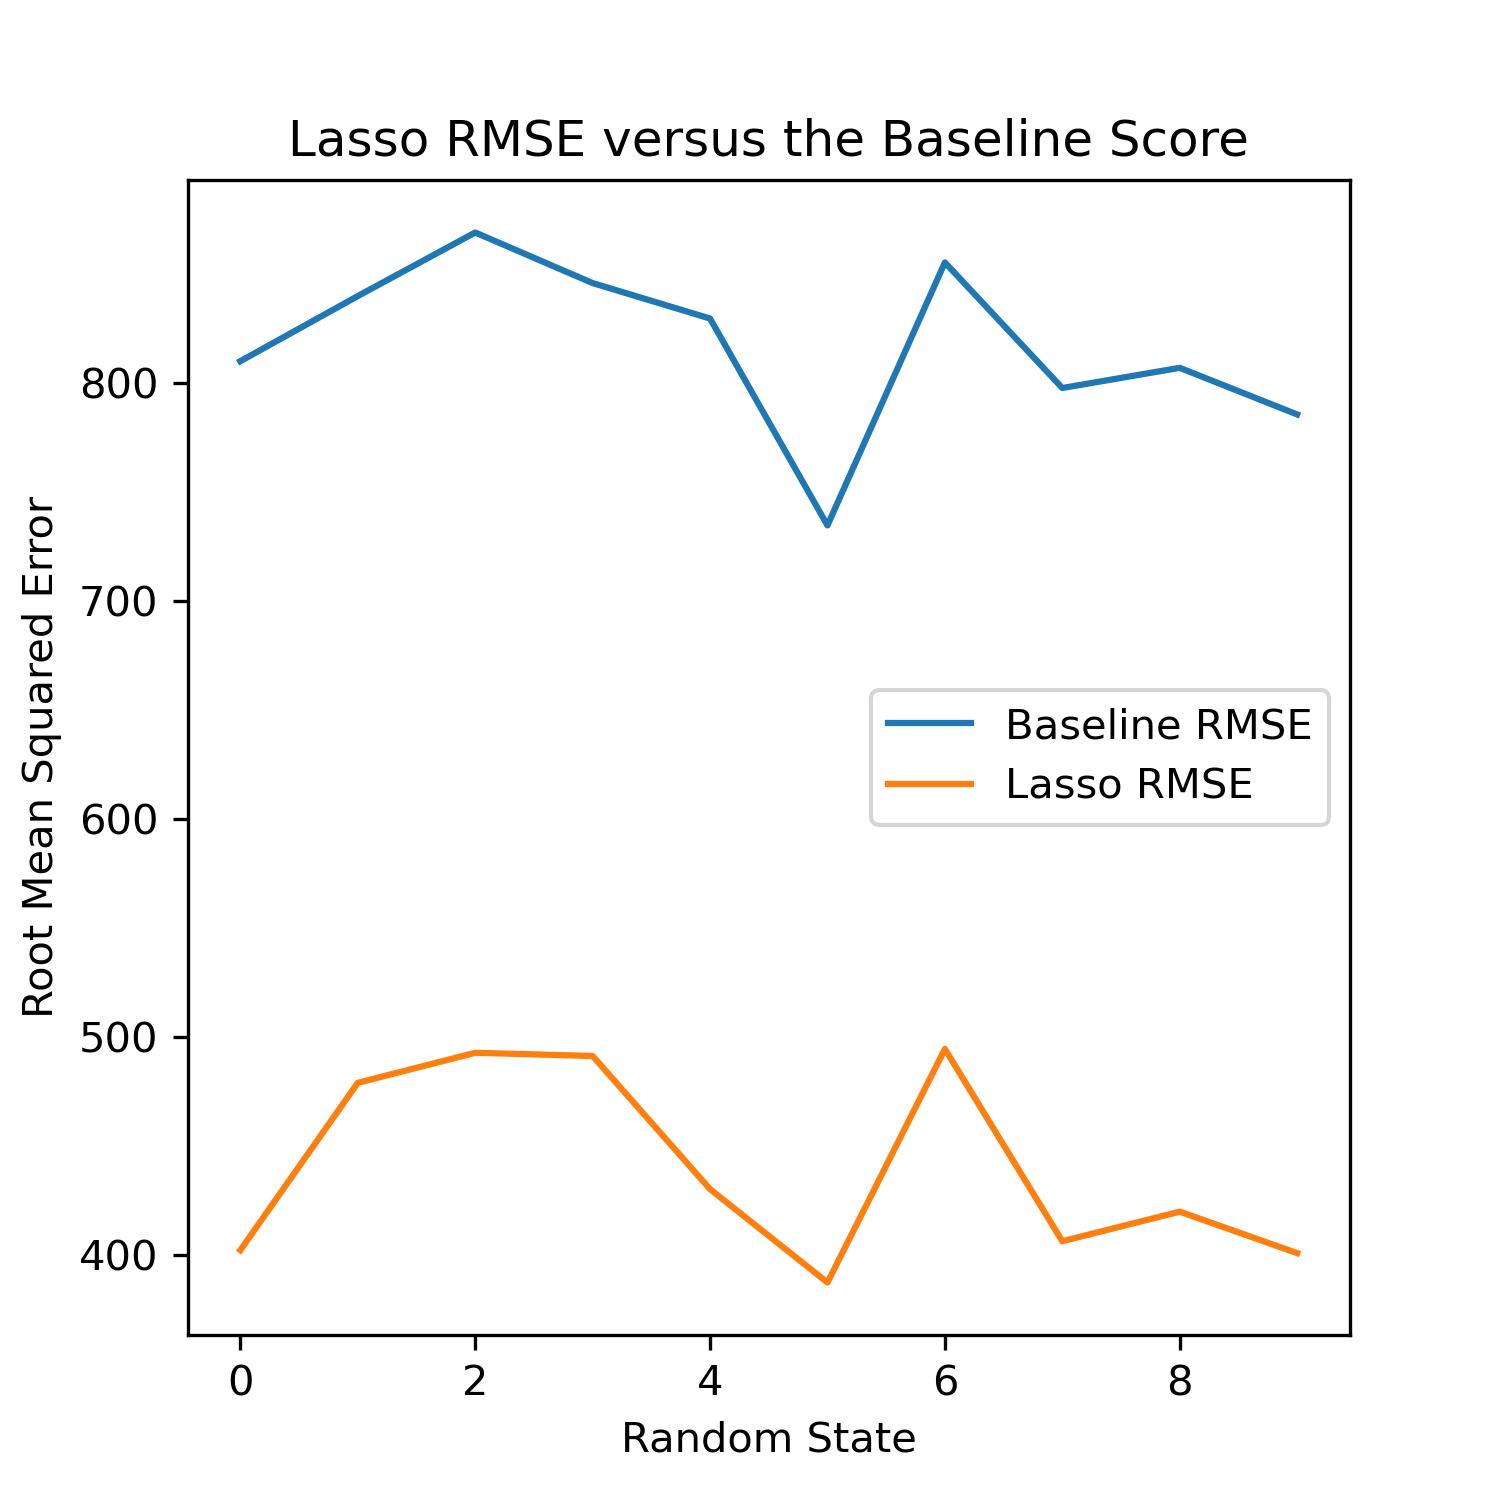 Lasso RMSE versus the Baseline Score
Root Mean Squared Error
800
700
600
500
400
Baseline RMSE
Lasso RMSE
0 2 4 6 8
Random State